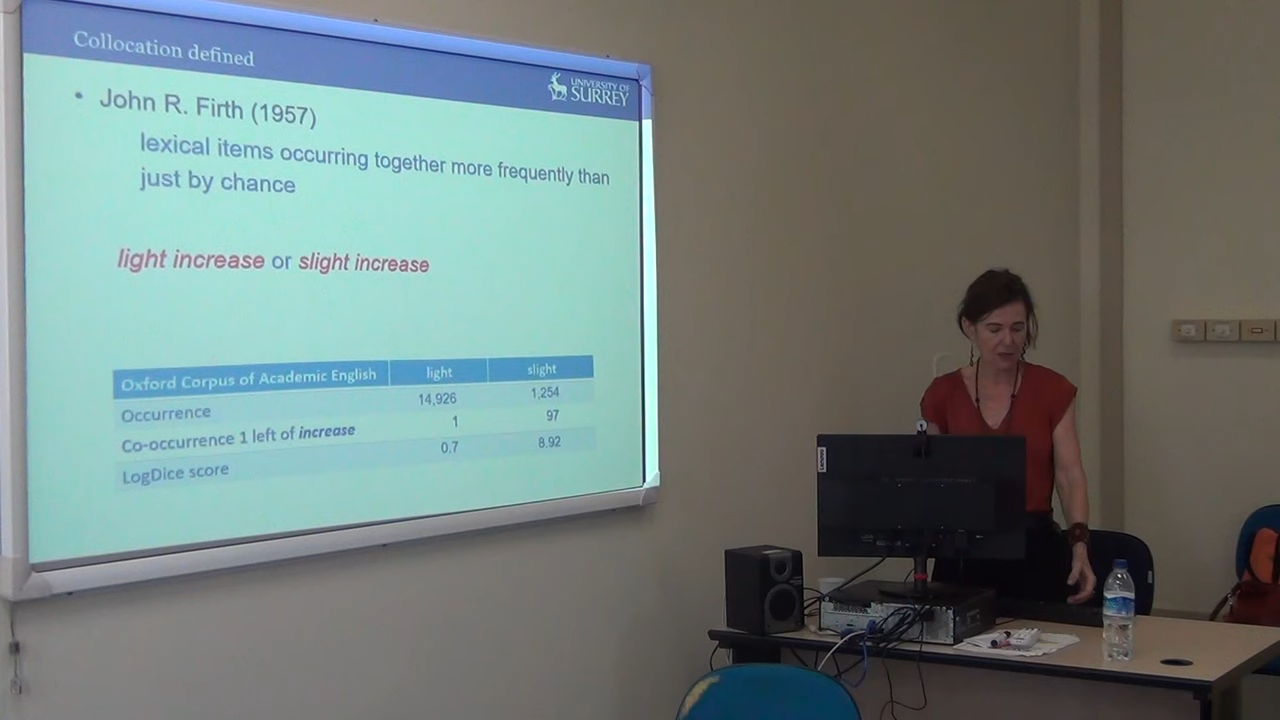 Collocation defined
UNIVERSITY OF
SURREY
• John R. Firth (1957)
lexical items occurring together more frequently than
just by chance
light increase or slight increase
Oxford Corpus of Academic English light slight
Occurrence 14,926 1,254
Co-occurrence 1 left of increase 1 97
LogDice score 0.7 8.92
Lenovo